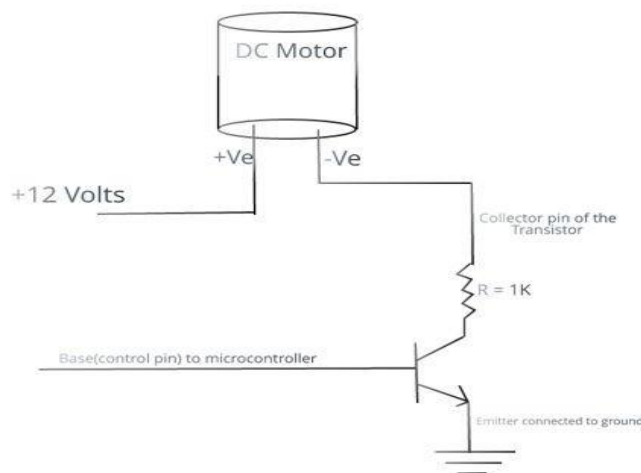 DC Motor
+Ve
-Ve
+12 Volts
Collector pin of the
Transistor
R = 1K
Base(control pin) to microcontroller
Emitter connected to ground